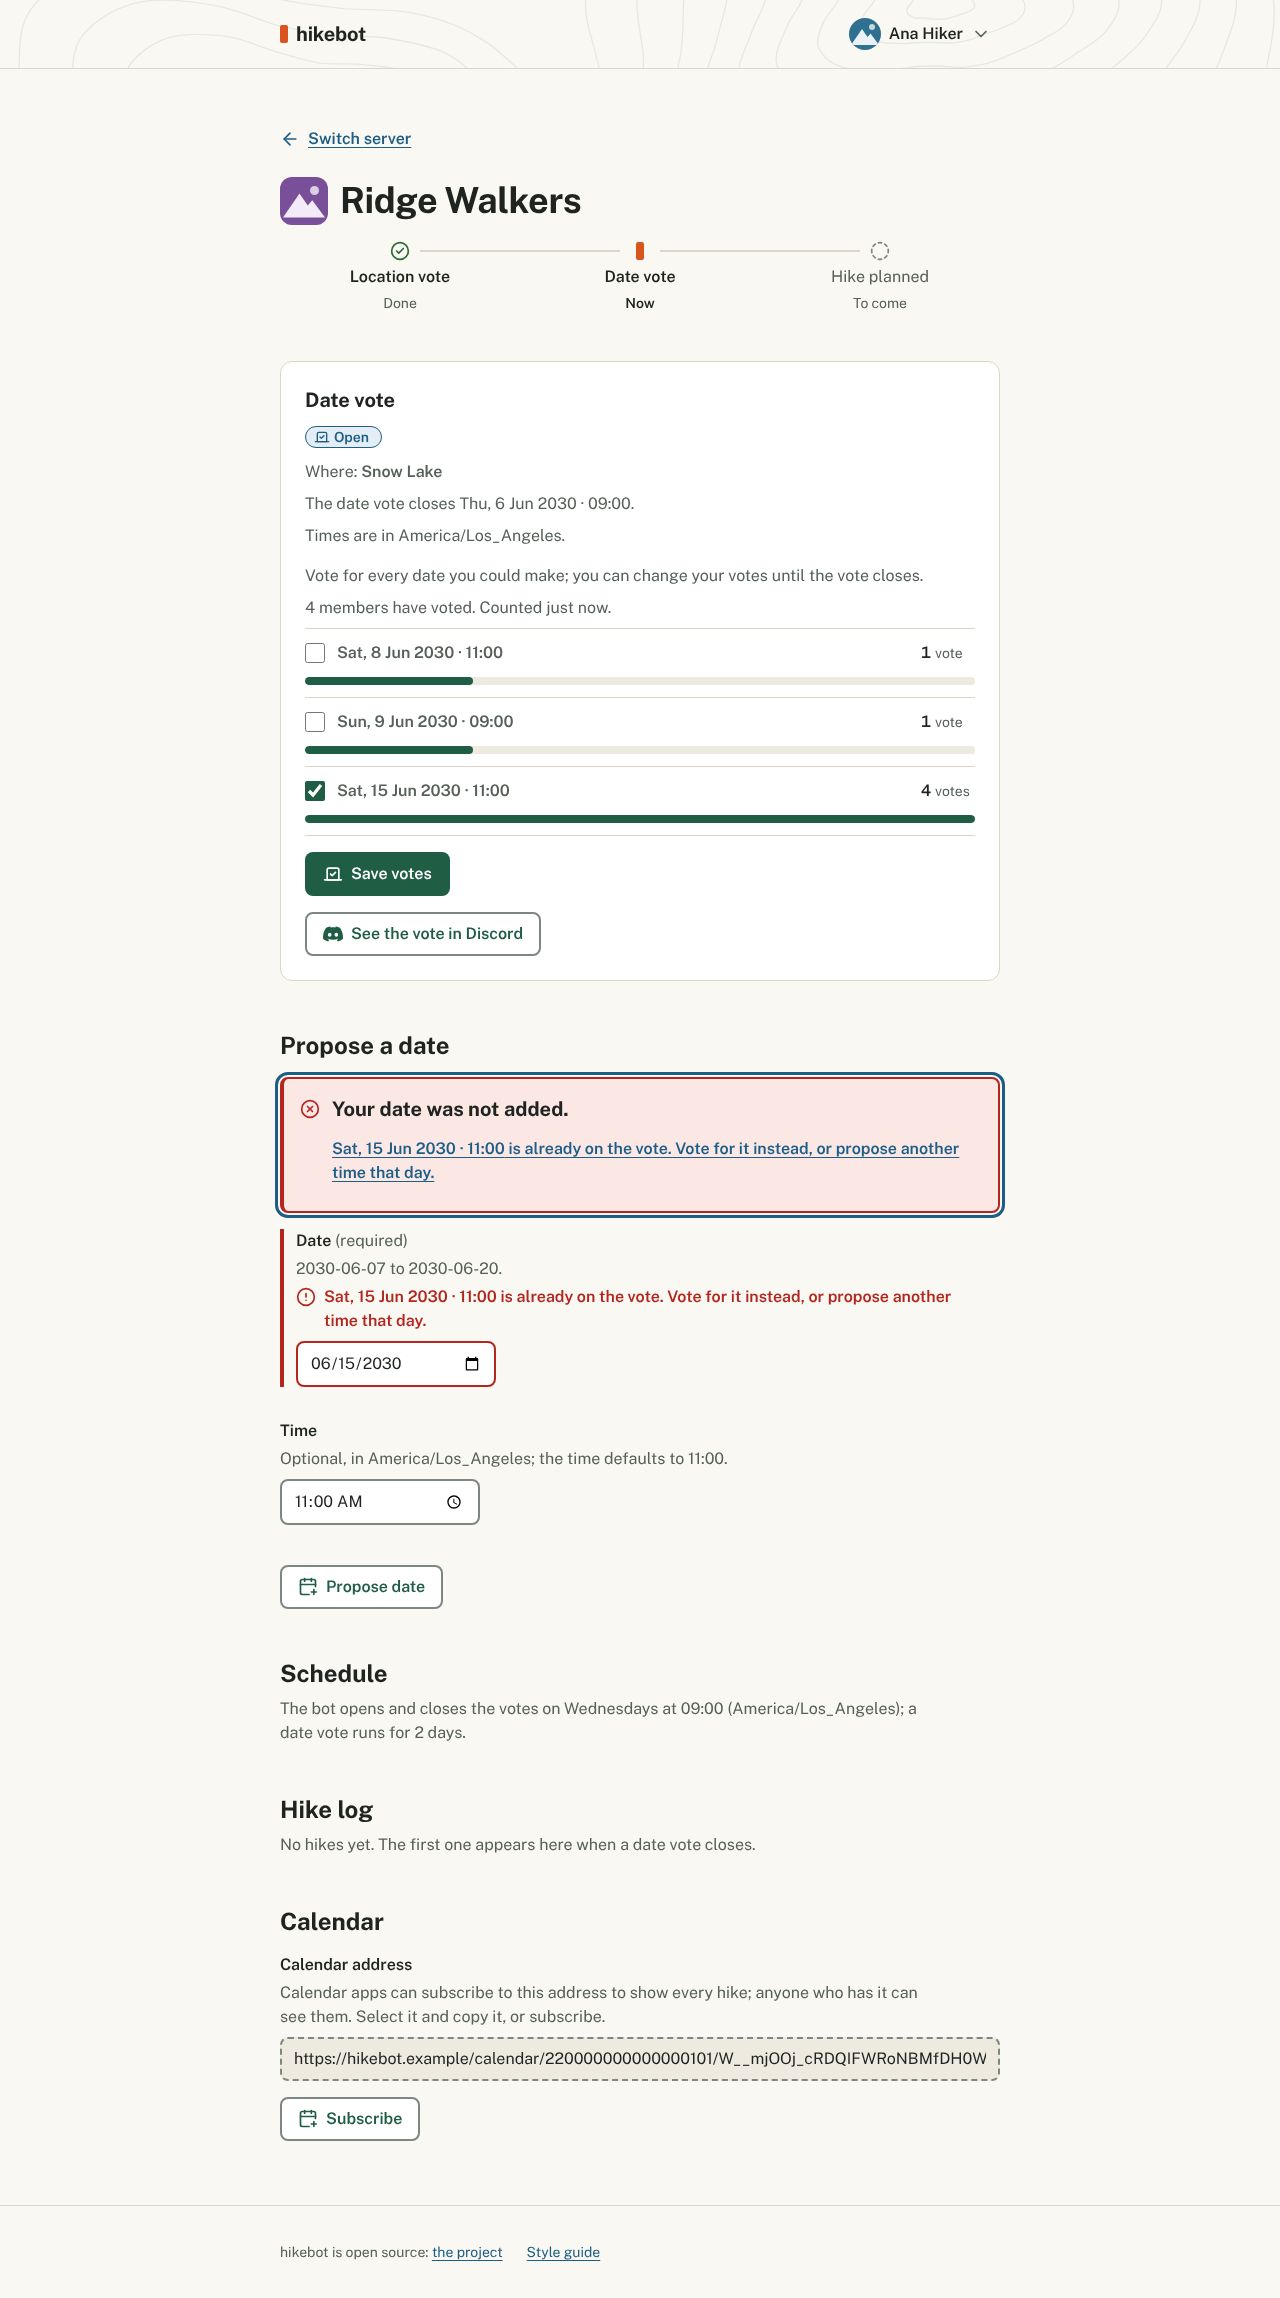 hikebot
Ana Hiker
Switch server
Ridge Walkers
Location vote
Done
Date vote
Now
Hike planned
To come
Date vote
Open
Where: Snow Lake
The date vote closes Thu, 6 Jun 2030 · 09:00.
Times are in America/Los_Angeles.
Vote for every date you could make; you can change your votes until the vote closes.
4 members have voted. Counted just now.
Sat, 8 Jun 2030 · 11:00
1 vote
Sun, 9 Jun 2030 · 09:00
1 vote
Sat, 15 Jun 2030 · 11:00
4 votes
Save votes
See the vote in Discord
Propose a date
Your date was not added.
Sat, 15 Jun 2030 · 11:00 is already on the vote. Vote for it instead, or propose another
time that day.
Date (required)
2030-06-07 to 2030-06-20.
Sat, 15 Jun 2030 · 11:00 is already on the vote. Vote for it instead, or propose another
time that day.
06/15/2030
Time
Optional, in America/Los_Angeles; the time defaults to 11:00.
11:00 AM
Propose date
Schedule
The bot opens and closes the votes on Wednesdays at 09:00 (America/Los_Angeles); a
date vote runs for 2 days.
Hike log
No hikes yet. The first one appears here when a date vote closes.
Calendar
Calendar address
Calendar apps can subscribe to this address to show every hike; anyone who has it can
see them. Select it and copy it, or subscribe.
https://hikebot.example/calendar/220000000000000101/W__mjOOj_cRDQIFWRoNBMfDH0W
Subscribe
hikebot is open source: the project
Style guide